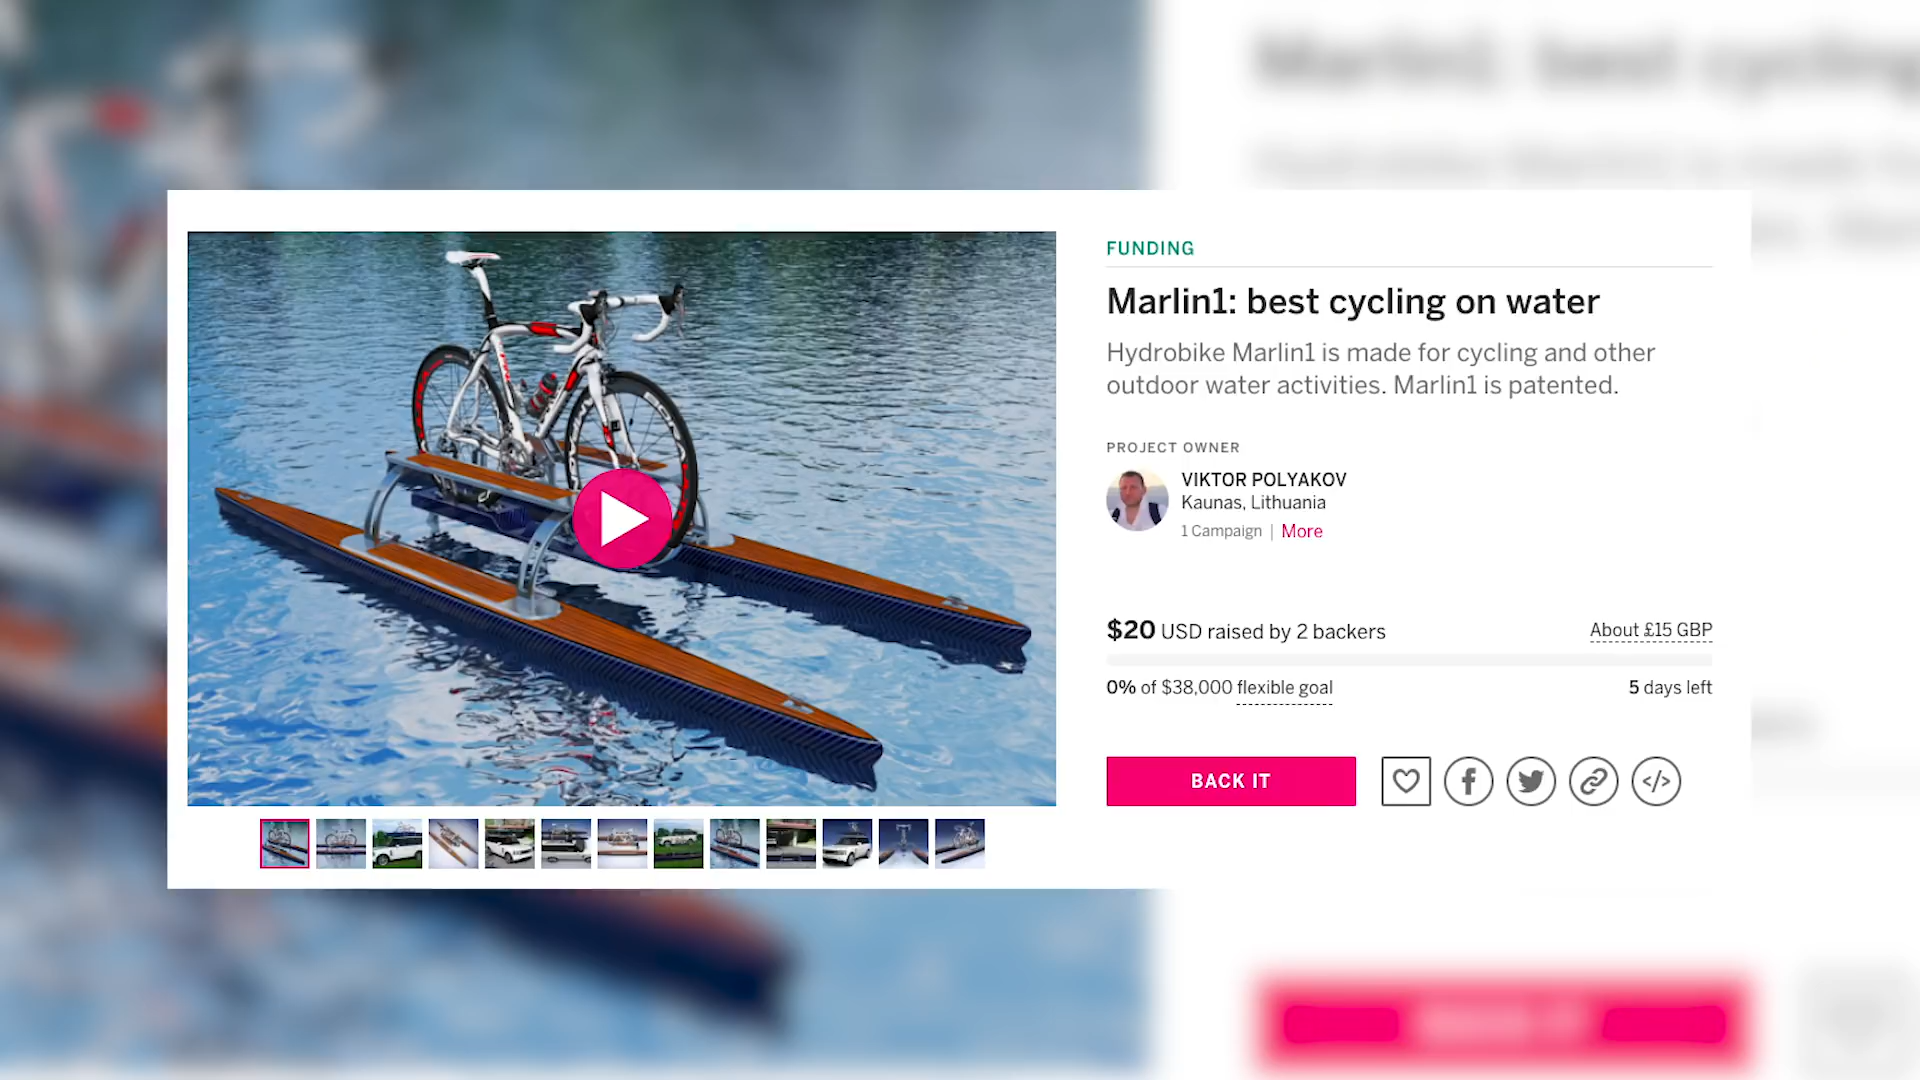 FUNDING
Marlin1: best cycling on water
Hydrobike Marlin1 is made for cycling and other
outdoor water activities. Marlin1 is patented.
PROJECT OWNER
VIKTOR POLYAKOV
Kaunas, Lithuania
1 Campaign | More
$20 USD raised by 2 backers
About £15 GBP
0% of $38,000 flexible goal
5 days left
BACK IT